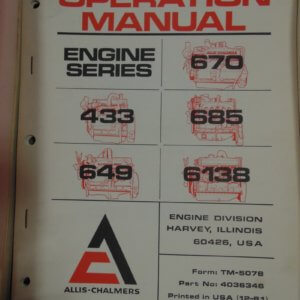 OPERATION
MANUAL
ENGINE
SERIES
670
433
685
649
6138
ENGINE DIVISION
HARVEY, ILLINOIS
60426, USA
ALLIS-CHALMERS
Form: TM-5076
Part No: 4036346
Printed in USA (12-81)